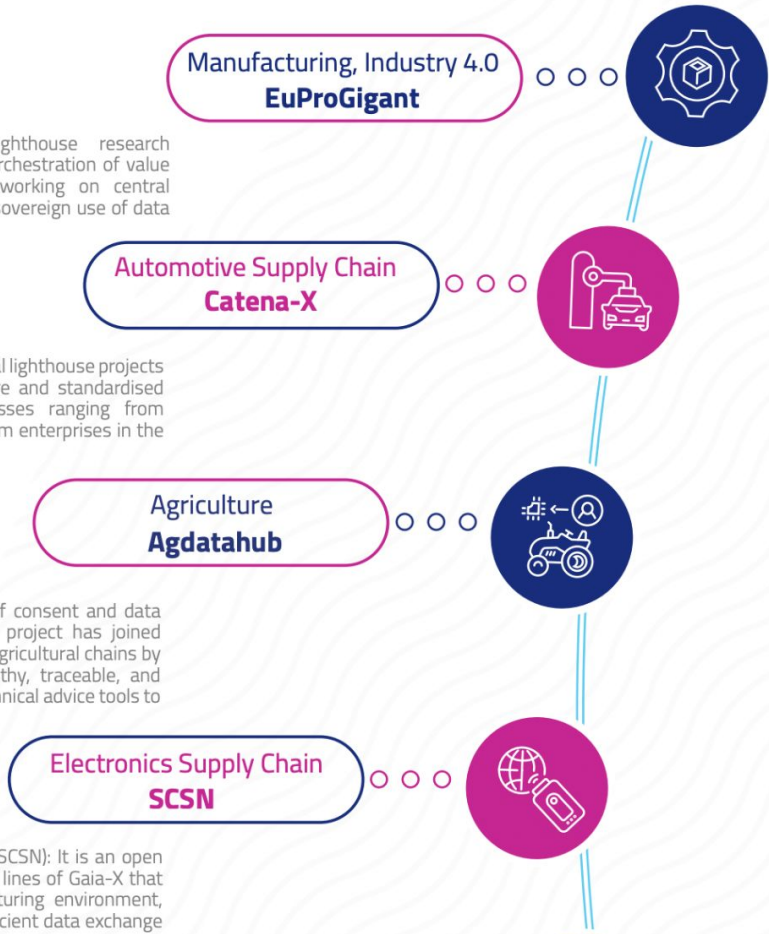 Manufacturing, Industry 4.0
EuProGigant
lighthouse research
orchestration of value
working on central
sovereign use of data
Automotive Supply Chain
Catena-X
lighthouse projects
e and standardised
sses ranging from
m enterprises in the
Agriculture
Agdatahub
f consent and data
project has joined
gricultural chains by
thy, traceable, and
nical advice tools to
Electronics Supply Chain
SCSN
SCSN): It is an open
lines of Gaia-X that
turing environment,
cient data exchange